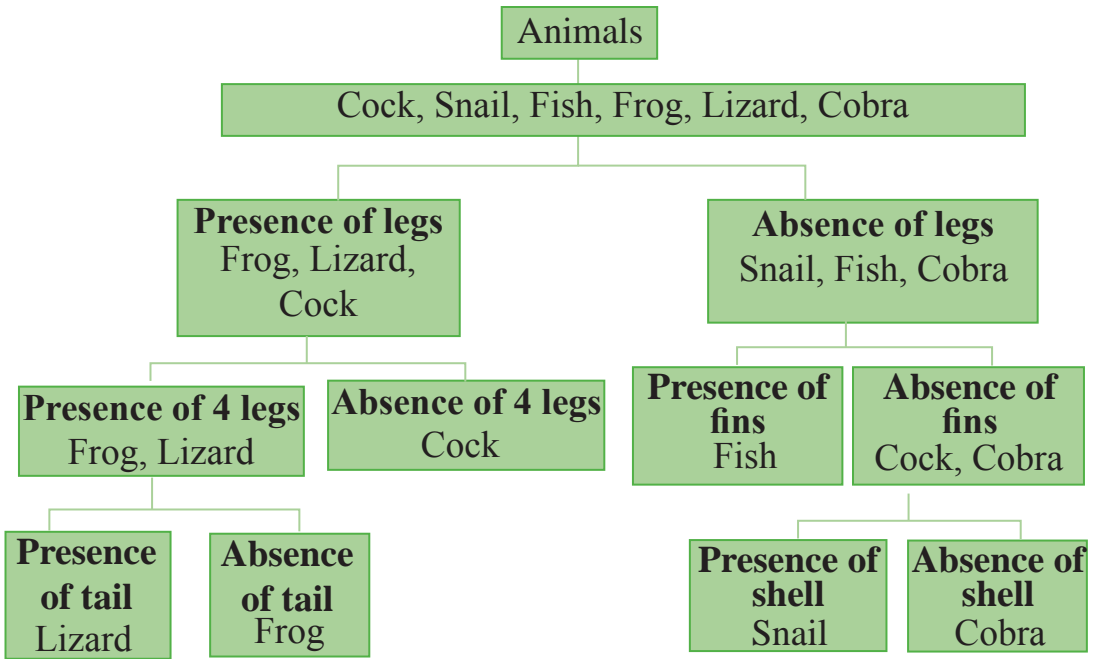 Animals
Cock, Snail, Fish, Frog, Lizard, Cobra
Presence of legs
Frog, Lizard,
Cock
Absence of legs
Snail, Fish, Cobra
Presence of 4 legs
Frog, Lizard
Absence of 4 legs
Cock
Presence of
fins
Fish
Absence of
fins
Cock, Cobra
Presence
of tail
Lizard
Absence
of tail
Frog
Presence of
shell
Snail
Absence of
shell
Cobra